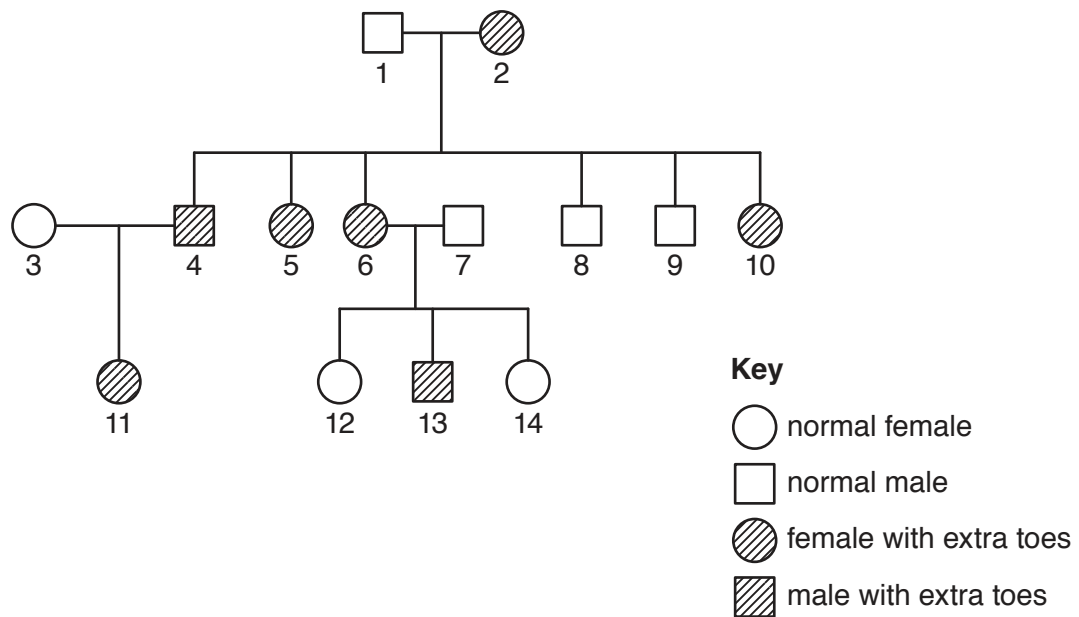 1 2
3 4 5 6 7 8 9 10
11 12 13 14
Key
normal female
normal male
female with extra toes
male with extra toes